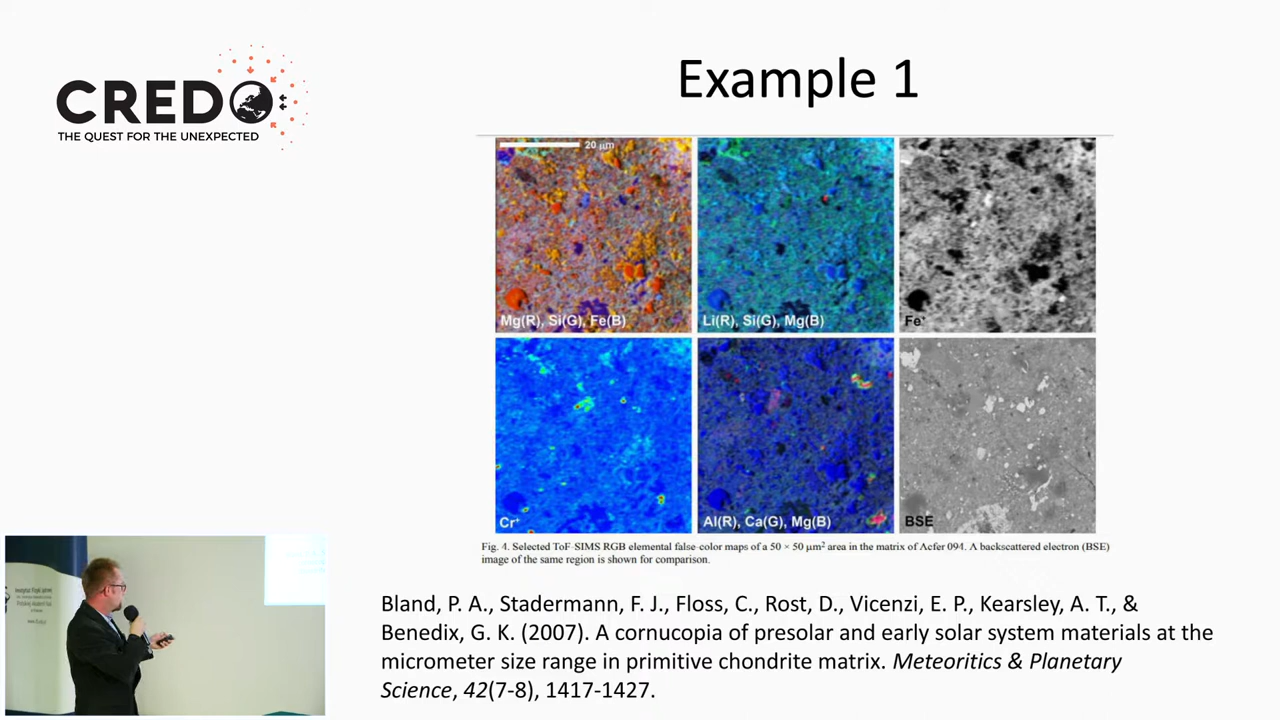 CREDO
THE QUEST FOR THE UNEXPECTED
Example 1
20 μm
Mg(R), Si(G), Fe(B)
Li(R), Si(G), Mg(B)
Fe⁺
Cr⁺
Al(R), Ca(G), Mg(B)
BSE
Fig. 4. Selected ToF-SIMS RGB elemental false-color maps of a 50 × 50 μm² area in the matrix of Acfer 094. A backscattered electron (BSE)
image of the same region is shown for comparison.
Bland, P. A., Stadermann, F. J., Floss, C., Rost, D., Vicenzi, E. P., Kearsley, A. T., &
Benedix, G. K. (2007). A cornucopia of presolar and early solar system materials at the
micrometer size range in primitive chondrite matrix. Meteoritics & Planetary
Science, 42(7-8), 1417-1427.